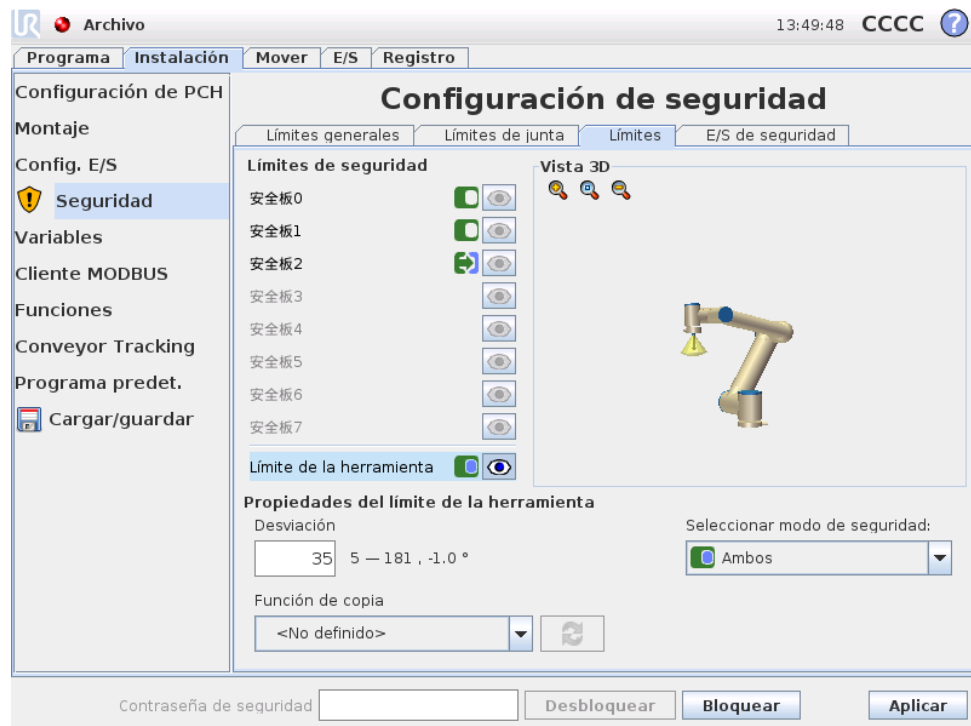 UR Archivo 13:49:48 CCCC ?
Programa Instalación Mover E/S Registro
Configuración de PCH
Montaje
Config. E/S
Seguridad
Variables
Cliente MODBUS
Funciones
Conveyor Tracking
Programa predet.
Cargar/guardar
Configuración de seguridad
Límites generales Límites de junta Límites E/S de seguridad
Límites de seguridad
安全板0
安全板1
安全板2
安全板3
安全板4
安全板5
安全板6
安全板7
Límite de la herramienta
Vista 3D
Propiedades del límite de la herramienta
Desviación
35 5 — 181 , -1.0 °
Seleccionar modo de seguridad:
Ambos
Función de copia
<No definido>
Contraseña de seguridad Desbloquear Bloquear Aplicar